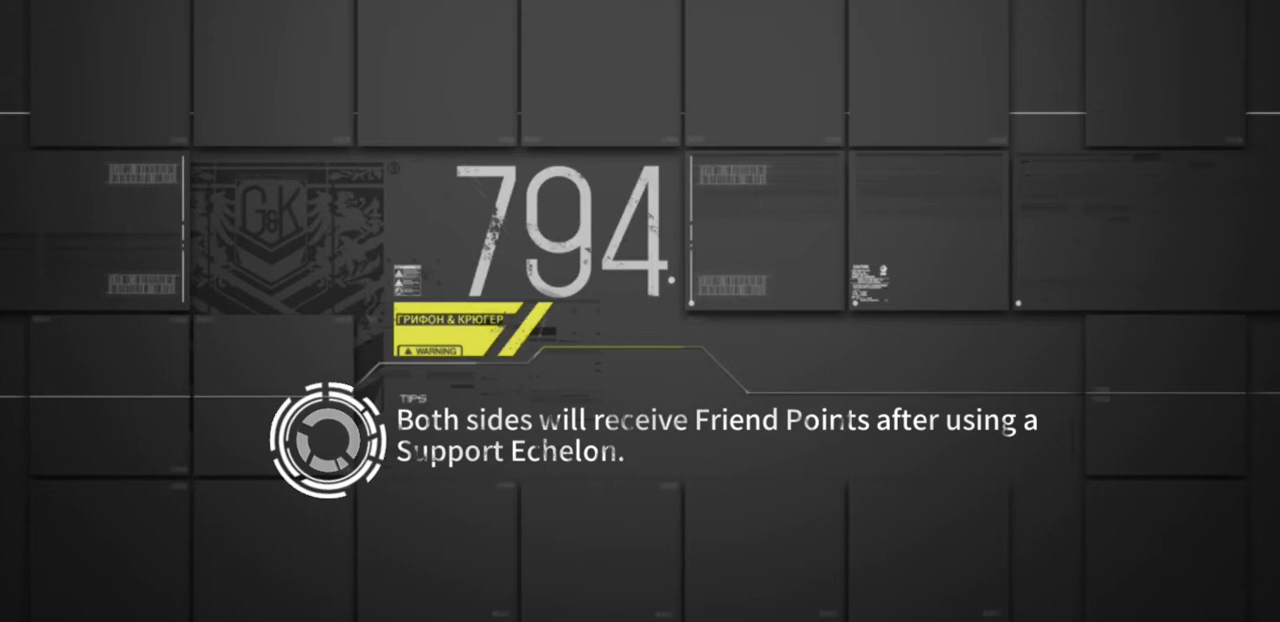 G&K
794.
ГРИФОН & КРЮГЕР
WARNING
TIPS
Both sides will receive Friend Points after using a
Support Echelon.